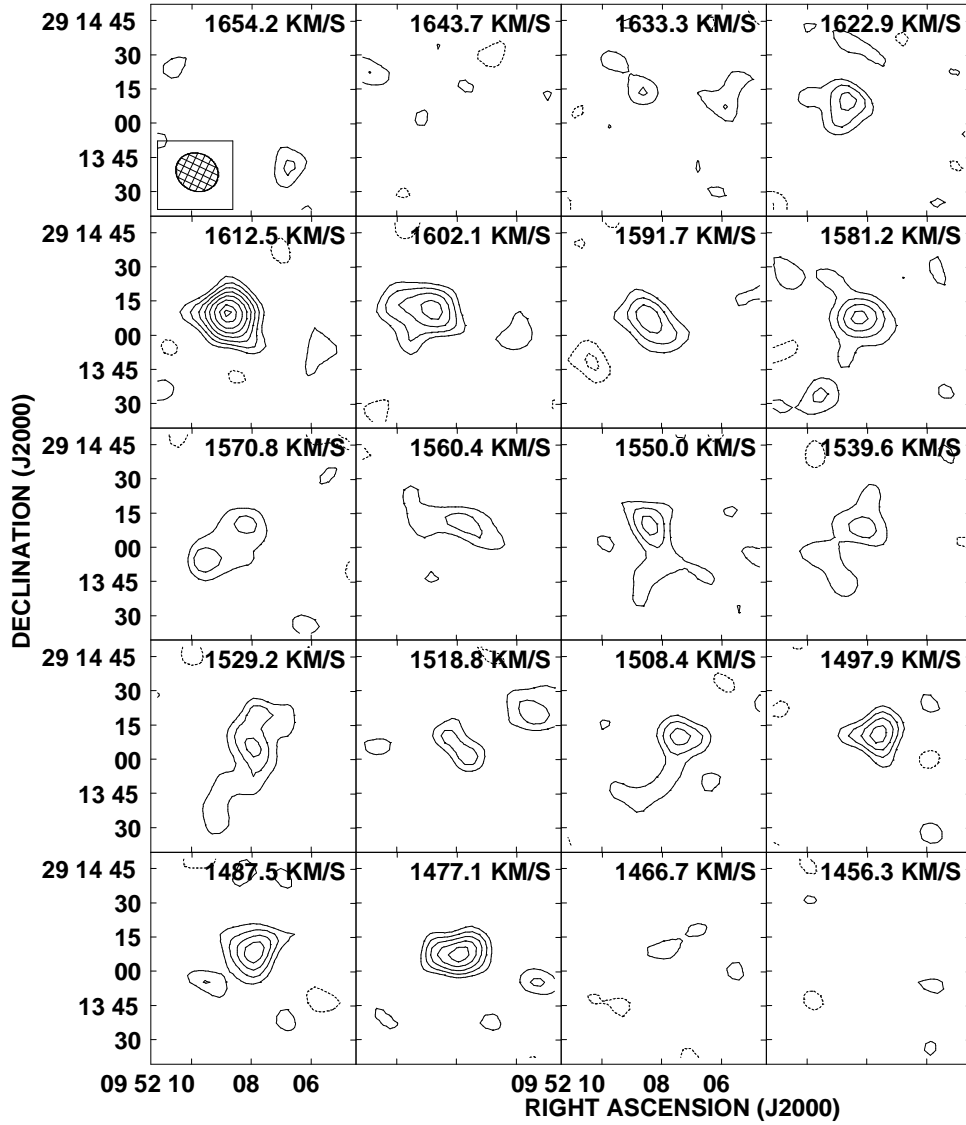 29 14 45
1654.2 KM/S
1643.7 KM/S
1633.3 KM/S
1622.9 KM/S
30
15
00
13 45
30
29 14 45
1612.5 KM/S
1602.1 KM/S
1591.7 KM/S
1581.2 KM/S
30
15
00
13 45
30
29 14 45
1570.8 KM/S
1560.4 KM/S
1550.0 KM/S
1539.6 KM/S
30
15
00
13 45
30
DECLINATION (J2000)
29 14 45
1529.2 KM/S
1518.8 KM/S
1508.4 KM/S
1497.9 KM/S
30
15
00
13 45
30
29 14 45
1487.5 KM/S
1477.1 KM/S
1466.7 KM/S
1456.3 KM/S
30
15
00
13 45
30
09 52 10 08 06 09 52 10 08 06
RIGHT ASCENSION (J2000)